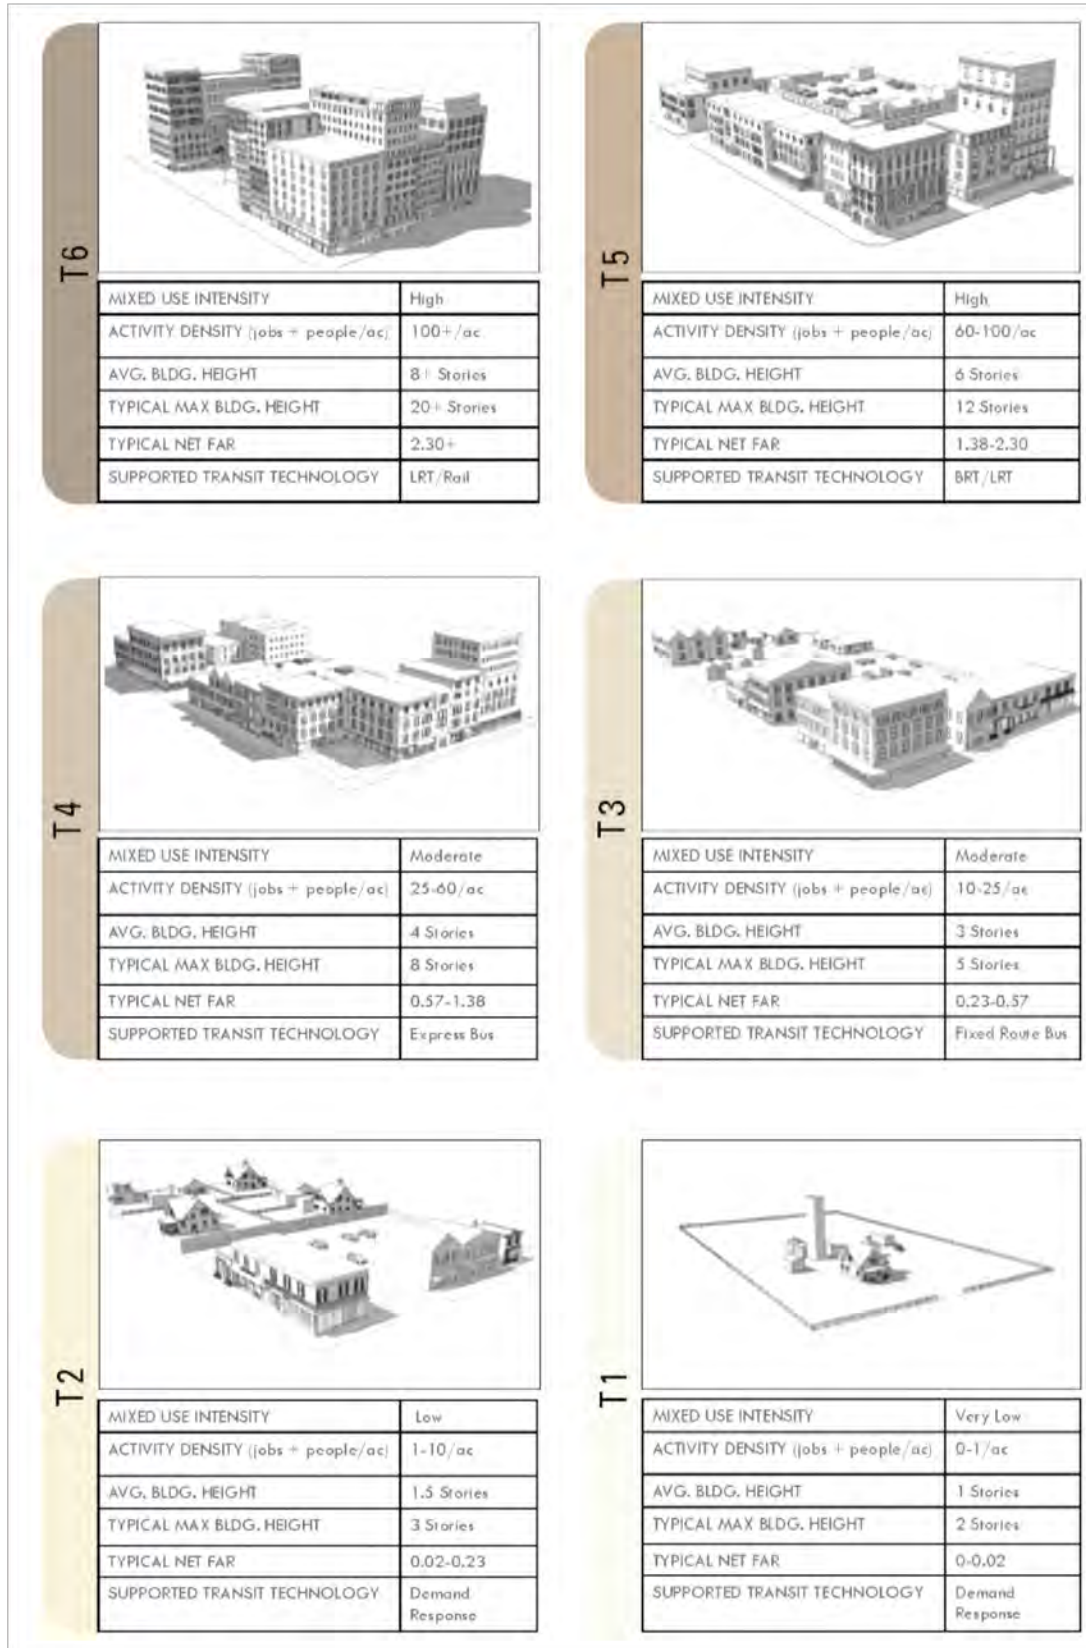 T6
MIXED USE INTENSITY High
ACTIVITY DENSITY (jobs + people/ac) 100+/ac
AVG. BLDG. HEIGHT 8+ Stories
TYPICAL MAX BLDG. HEIGHT 20+ Stories
TYPICAL NET FAR 2.30+
SUPPORTED TRANSIT TECHNOLOGY LRT/Rail
T5
MIXED USE INTENSITY High
ACTIVITY DENSITY (jobs + people/ac) 60-100/ac
AVG. BLDG. HEIGHT 6 Stories
TYPICAL MAX BLDG. HEIGHT 12 Stories
TYPICAL NET FAR 1.38-2.30
SUPPORTED TRANSIT TECHNOLOGY BRT/LRT
T4
MIXED USE INTENSITY Moderate
ACTIVITY DENSITY (jobs + people/ac) 25-60/ac
AVG. BLDG. HEIGHT 4 Stories
TYPICAL MAX BLDG. HEIGHT 8 Stories
TYPICAL NET FAR 0.57-1.38
SUPPORTED TRANSIT TECHNOLOGY Express Bus
T3
MIXED USE INTENSITY Moderate
ACTIVITY DENSITY (jobs + people/ac) 10-25/ac
AVG. BLDG. HEIGHT 3 Stories
TYPICAL MAX BLDG. HEIGHT 5 Stories
TYPICAL NET FAR 0.23-0.57
SUPPORTED TRANSIT TECHNOLOGY Fixed Route Bus
T2
MIXED USE INTENSITY Low
ACTIVITY DENSITY (jobs + people/ac) 1-10/ac
AVG. BLDG. HEIGHT 1.5 Stories
TYPICAL MAX BLDG. HEIGHT 3 Stories
TYPICAL NET FAR 0.02-0.23
SUPPORTED TRANSIT TECHNOLOGY Demand
Response
T1
MIXED USE INTENSITY Very Low
ACTIVITY DENSITY (jobs + people/ac) 0-1/ac
AVG. BLDG. HEIGHT 1 Stories
TYPICAL MAX BLDG. HEIGHT 2 Stories
TYPICAL NET FAR 0-0.02
SUPPORTED TRANSIT TECHNOLOGY Demand
Response